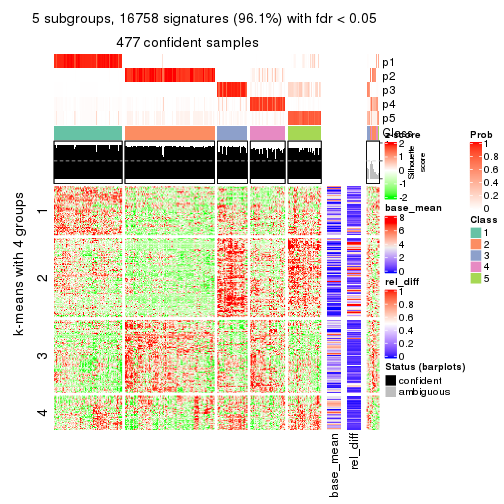 5 subgroups, 16758 signatures (96.1%) with fdr < 0.05
477 confident samples
p1
p2
p3
p4
p5
Class
z-score
2
1
0
-1
-2
Silhouette
score
Prob
1
0.8
0.6
0.4
0.2
0
base_mean
8
6
4
2
0
Class
1
2
3
4
5
rel_diff
1
0.8
0.6
0.4
0.2
0
Status (barplots)
confident
ambiguous
k-means with 4 groups
1
2
3
4
base_mean
rel_diff